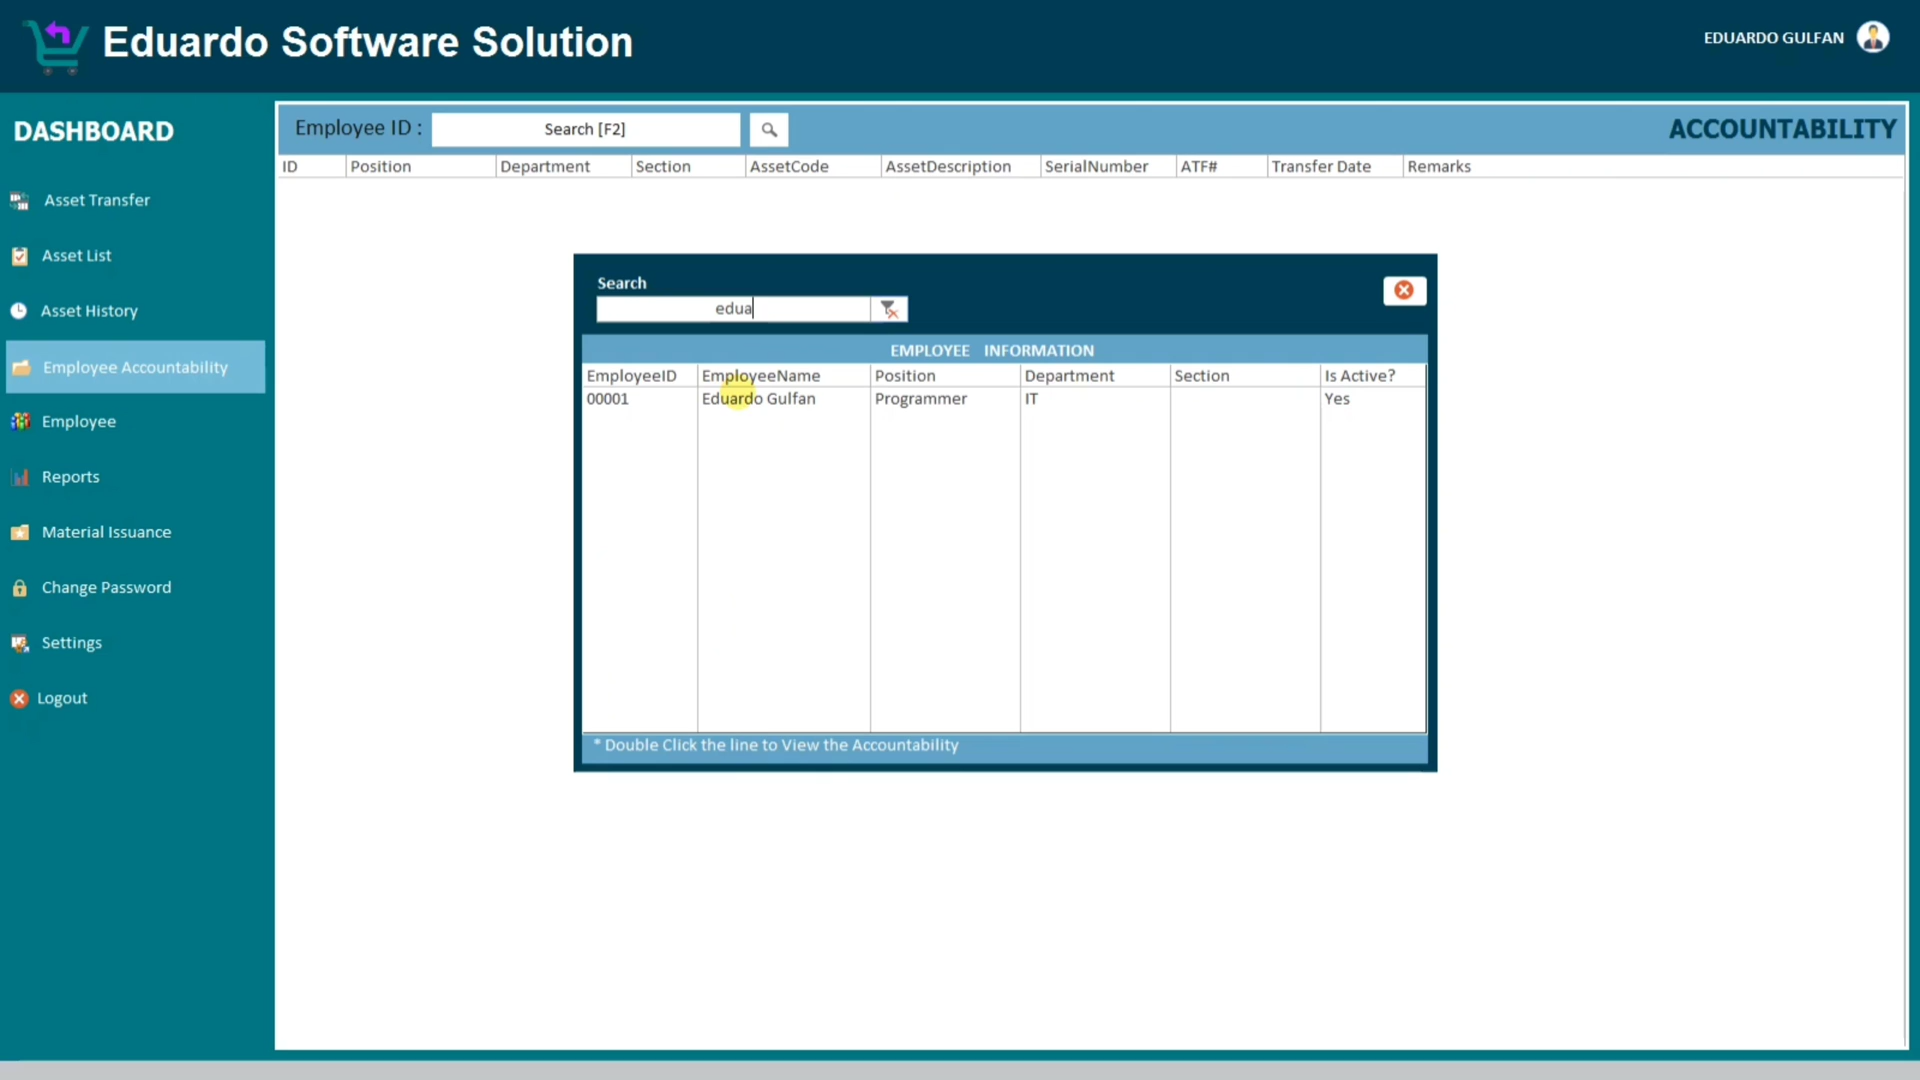 Eduardo Software Solution
EDUARDO GULFAN
DASHBOARD
Asset Transfer
Asset List
Asset History
Employee Accountability
Employee
Reports
Material Issuance
Change Password
Settings
Logout
Employee ID : Search [F2]
ACCOUNTABILITY
ID Position Department Section AssetCode AssetDescription SerialNumber ATF# Transfer Date Remarks
Search
edua
EMPLOYEE INFORMATION
EmployeeID EmployeeName Position Department Section Is Active?
00001 Eduardo Gulfan Programmer IT Yes
* Double Click the line to View the Accountability